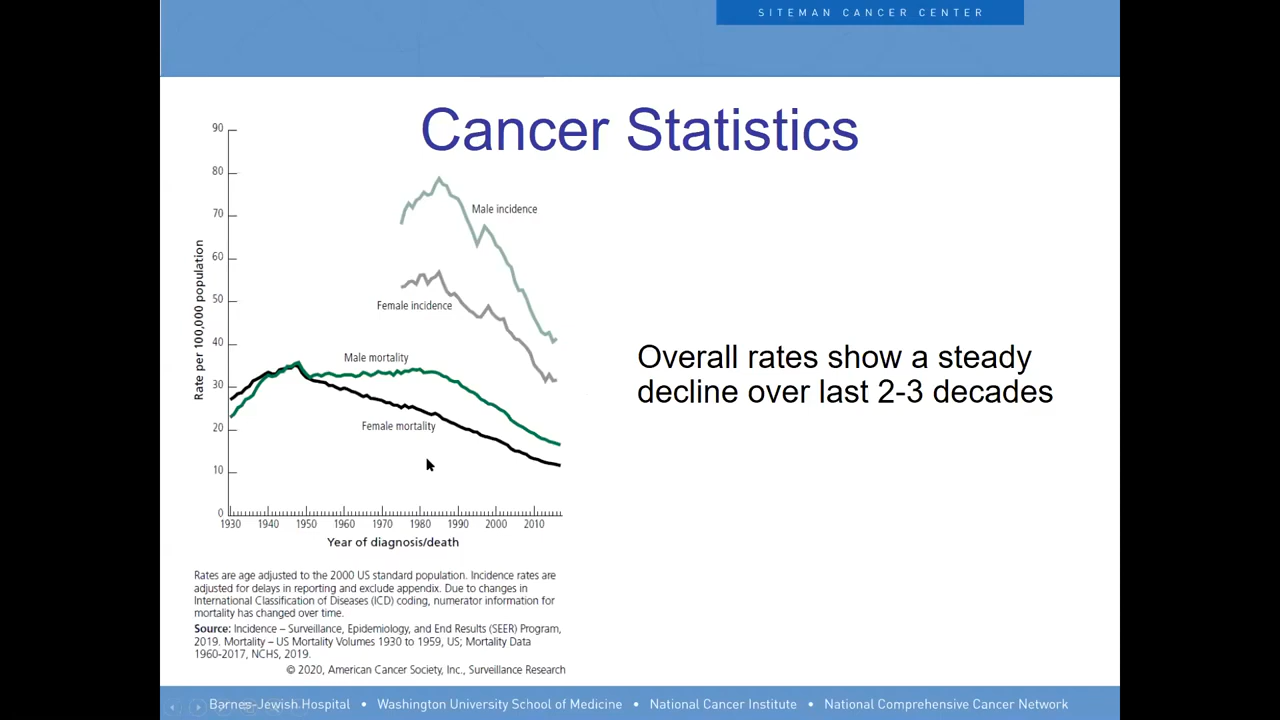 SITEMAN CANCER CENTER
Cancer Statistics
90
80
70
60
50
40
30
20
10
0
Rate per 100,000 population
Male incidence
Female incidence
Male mortality
Female mortality
1930 1940 1950 1960 1970 1980 1990 2000 2010
Year of diagnosis/death
Overall rates show a steady
decline over last 2-3 decades
Rates are age adjusted to the 2000 US standard population. Incidence rates are
adjusted for delays in reporting and exclude appendix. Due to changes in
International Classification of Diseases (ICD) coding, numerator information for
mortality has changed over time.
Source: Incidence – Surveillance, Epidemiology, and End Results (SEER) Program,
2019. Mortality – US Mortality Volumes 1930 to 1959, US; Mortality Data
1960-2017, NCHS, 2019.
© 2020, American Cancer Society, Inc., Surveillance Research
Barnes-Jewish Hospital • Washington University School of Medicine • National Cancer Institute • National Comprehensive Cancer Network